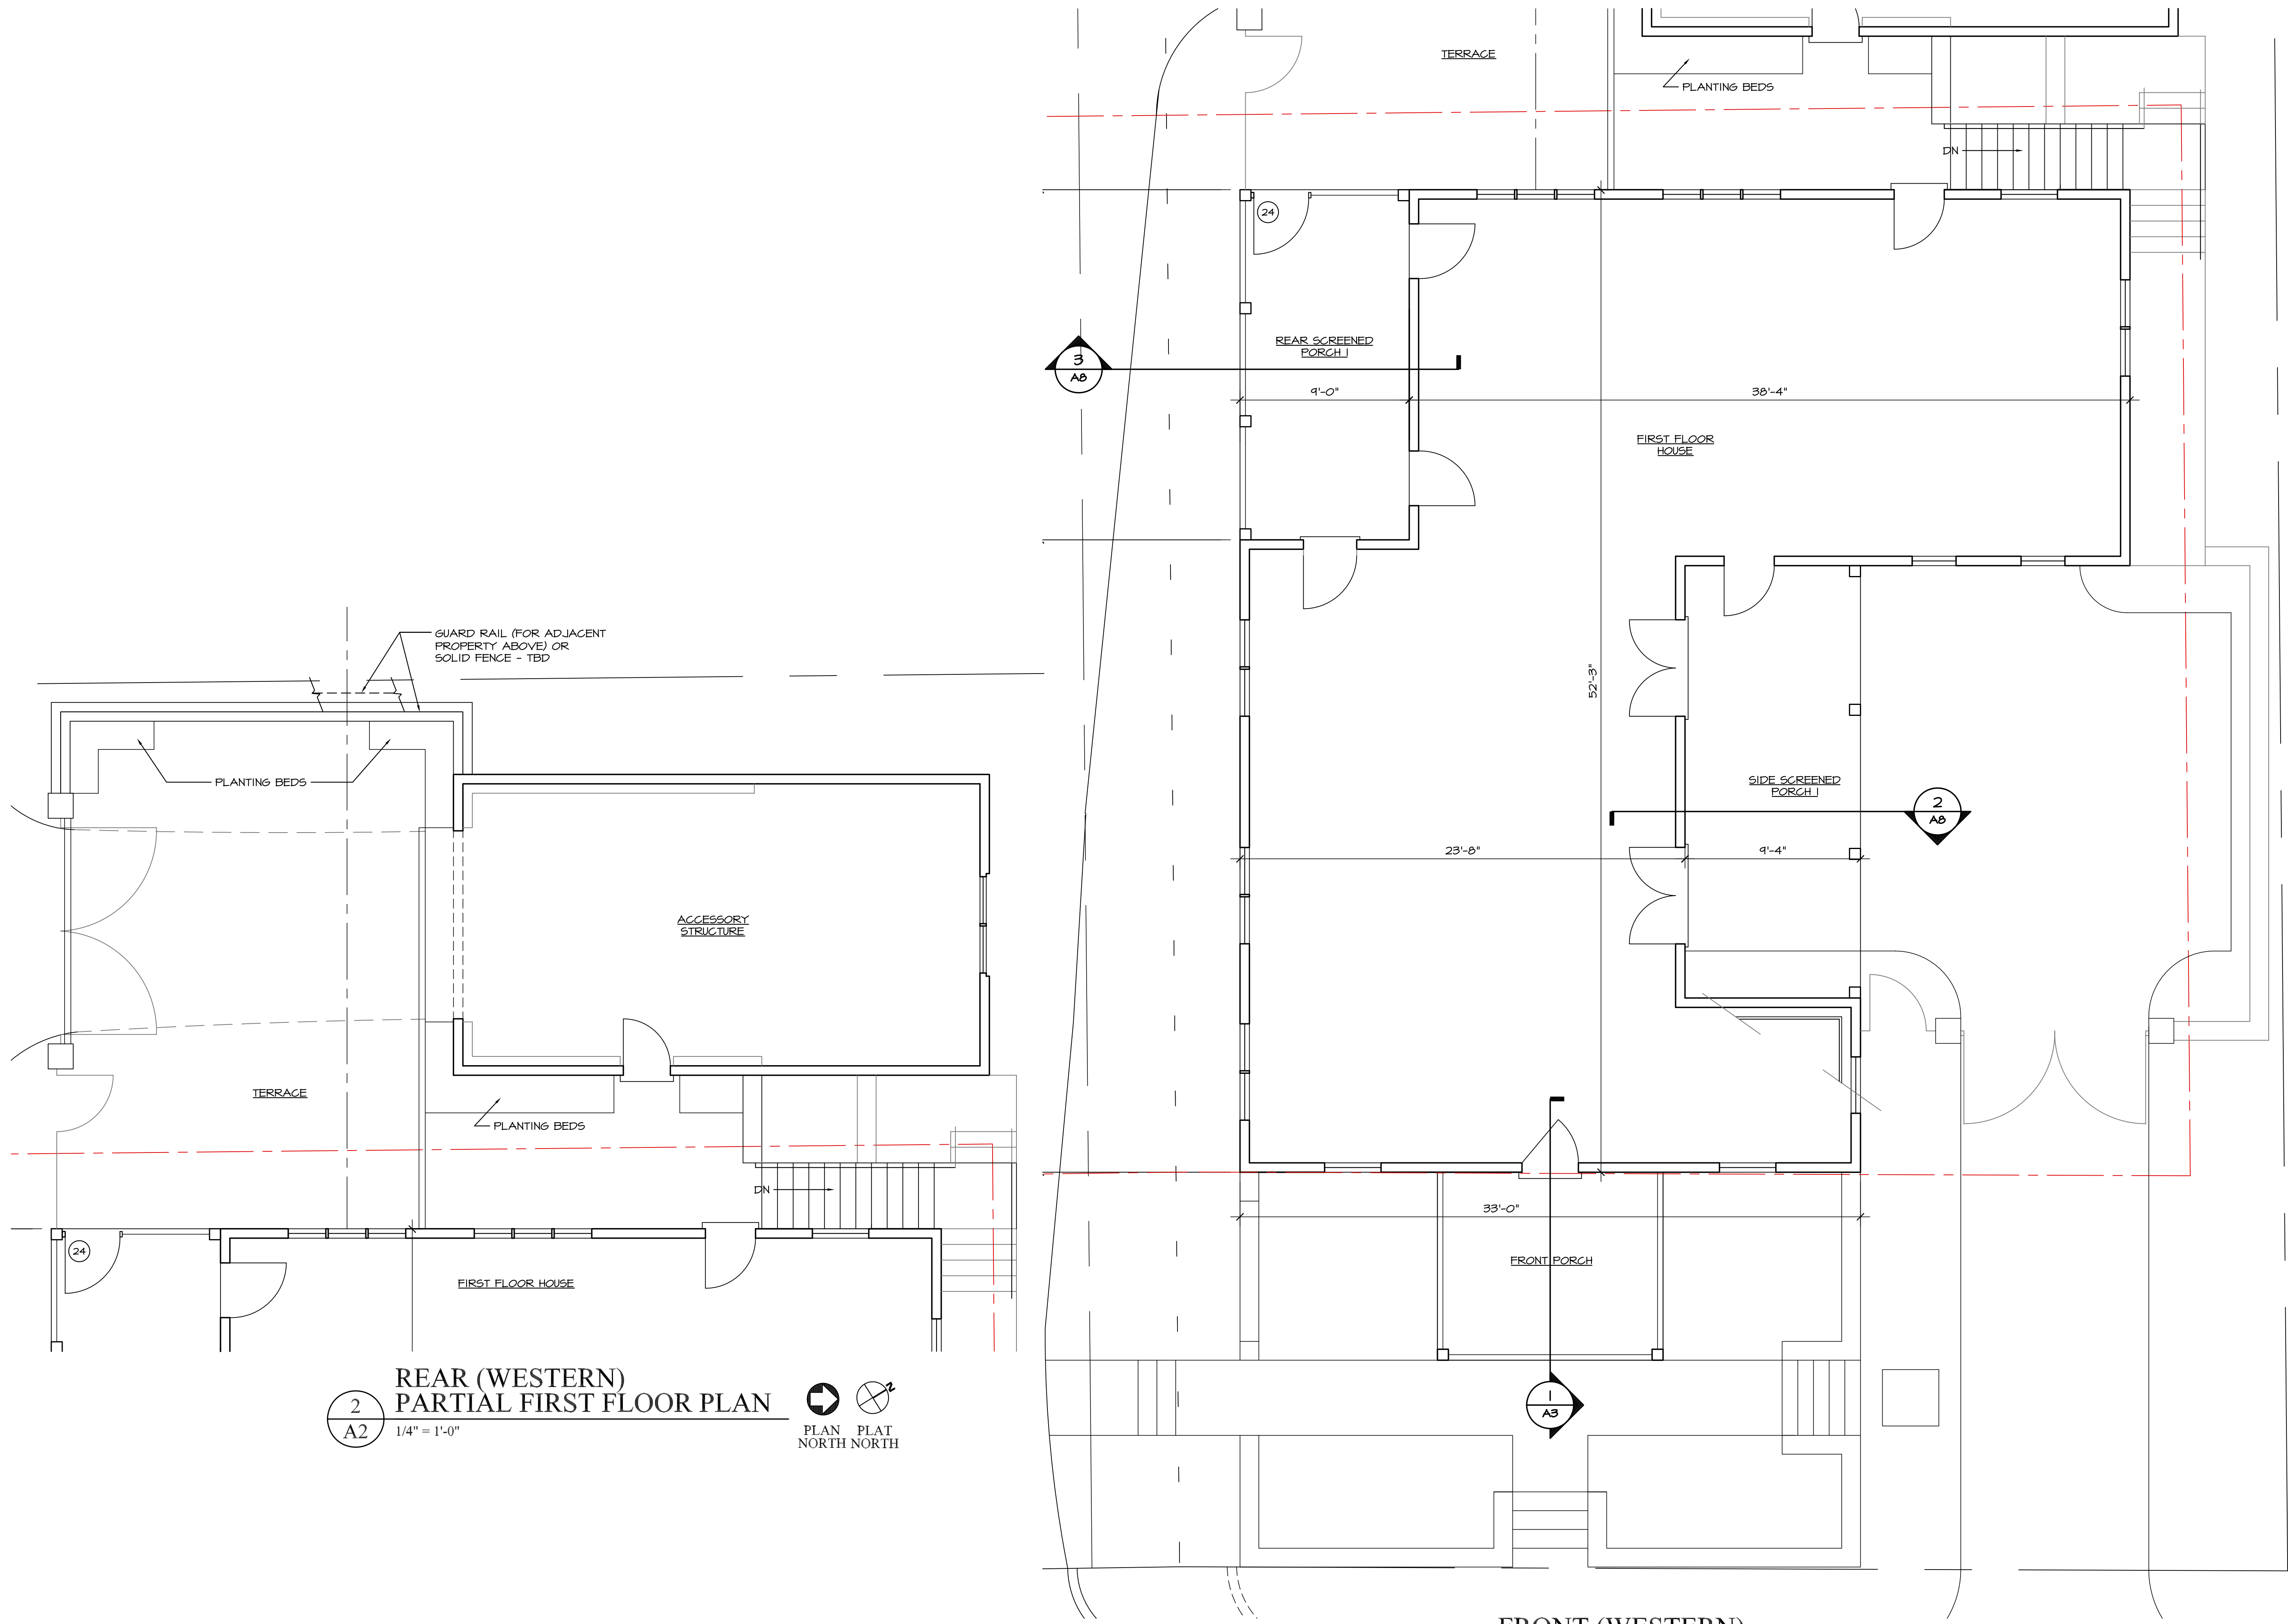 GUARD RAIL (FOR ADJACENT
PROPERTY ABOVE) OR
SOLID FENCE - TBD
PLANTING BEDS
ACCESSORY
STRUCTURE
TERRACE
PLANTING BEDS
DN
24
FIRST FLOOR HOUSE
2
A2
REAR (WESTERN)
PARTIAL FIRST FLOOR PLAN
1/4" = 1'-0"
PLAN
NORTH
N
PLAT
NORTH
TERRACE
PLANTING BEDS
DN
24
REAR SCREENED
PORCH 1
3
A8
9'-0"
38'-4"
FIRST FLOOR
HOUSE
52'-3"
SIDE SCREENED
PORCH 1
2
A8
23'-8"
9'-4"
33'-0"
FRONT PORCH
1
A3
FRONT (WESTERN)